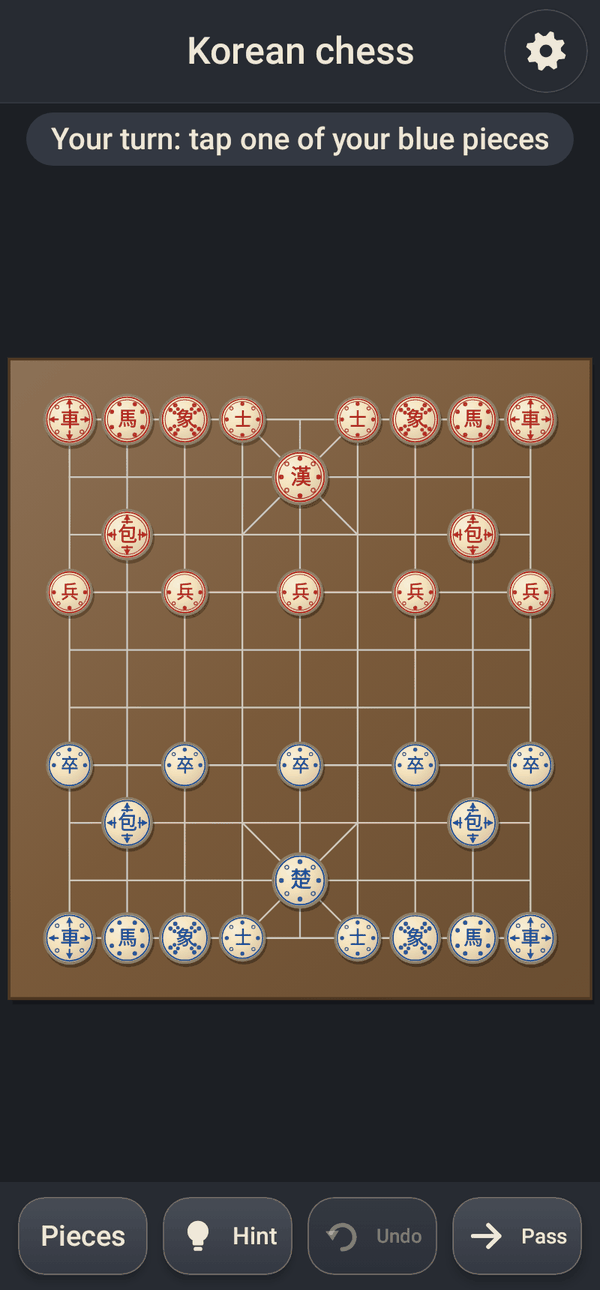 Korean chess
Your turn: tap one of your blue pieces
車 馬 象 士 士 象 馬 車
漢
包 包
兵 兵 兵 兵 兵
卒 卒 卒 卒 卒
包 包
楚
車 馬 象 士 士 象 馬 車
Pieces Hint Undo Pass